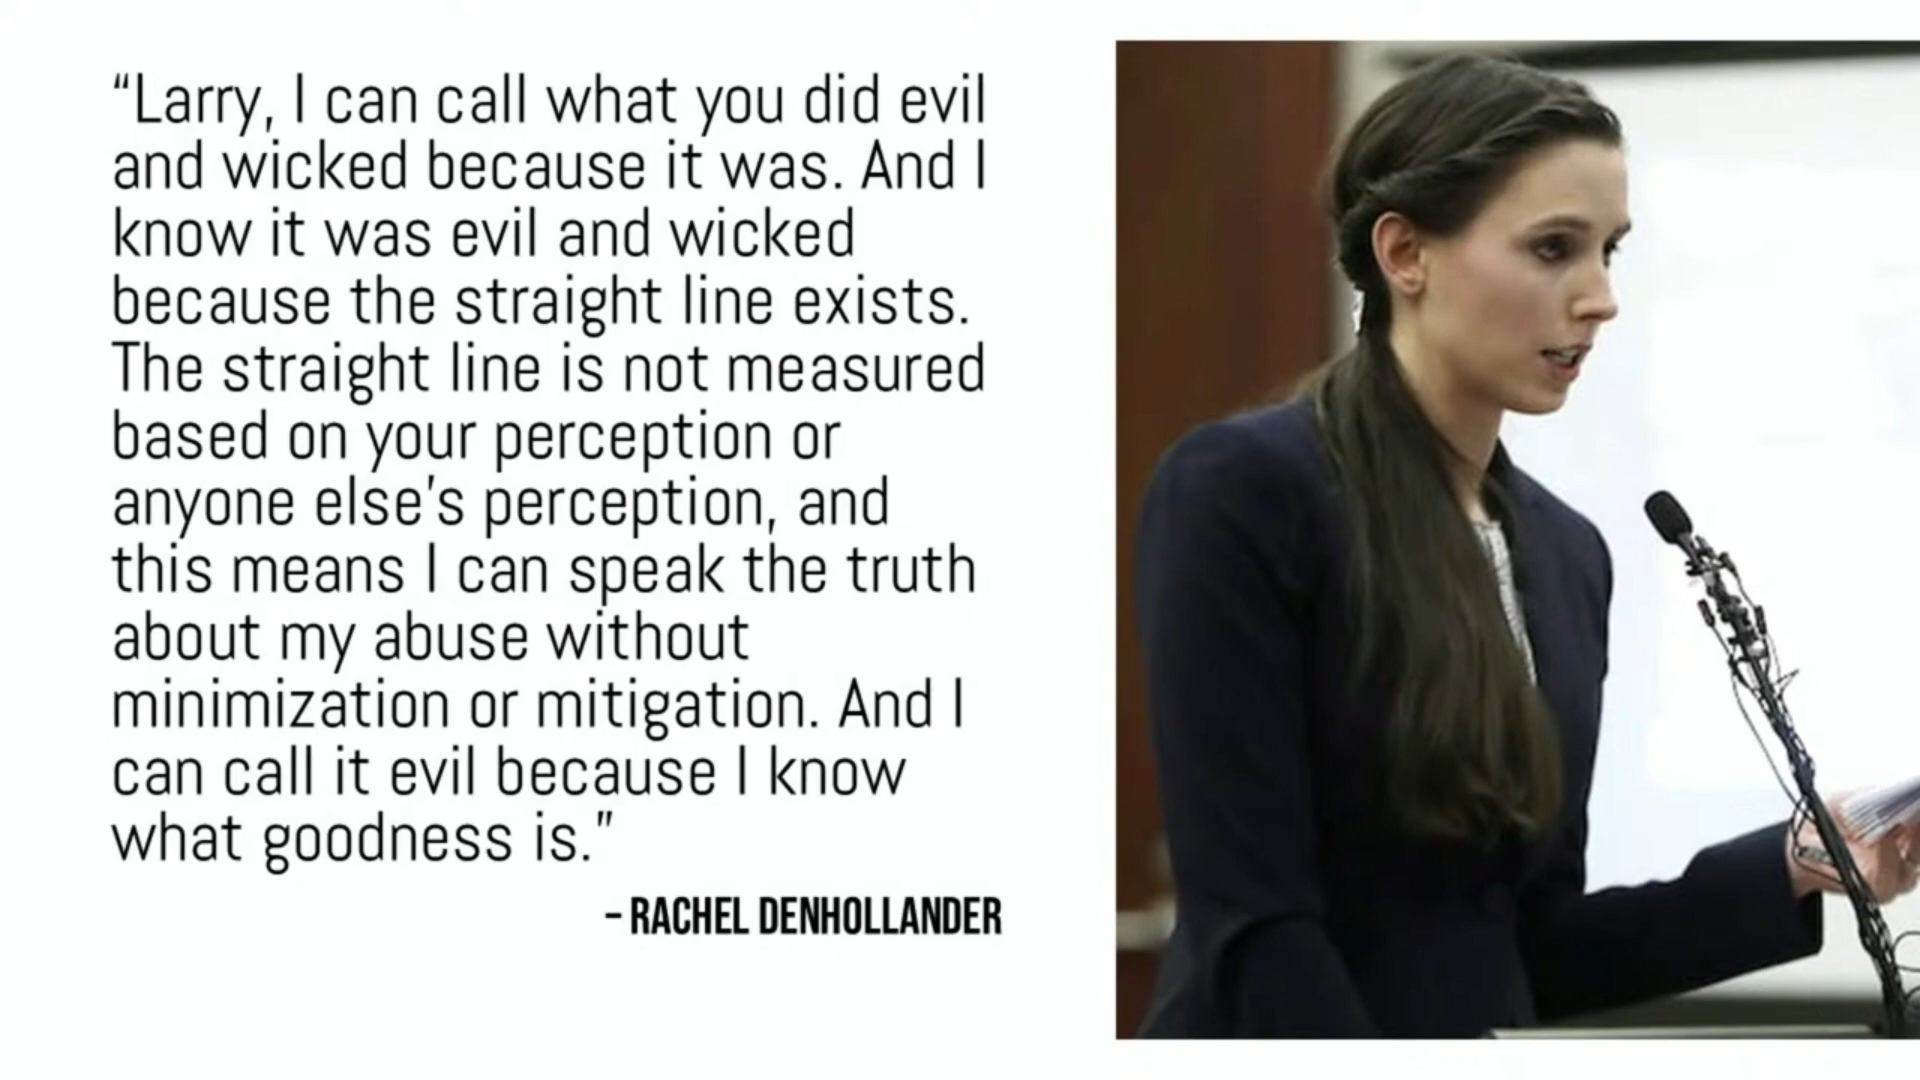 “Larry, I can call what you did evil
and wicked because it was. And I
know it was evil and wicked
because the straight line exists.
The straight line is not measured
based on your perception or
anyone else’s perception, and
this means I can speak the truth
about my abuse without
minimization or mitigation. And I
can call it evil because I know
what goodness is.”
– RACHEL DENHOLLANDER